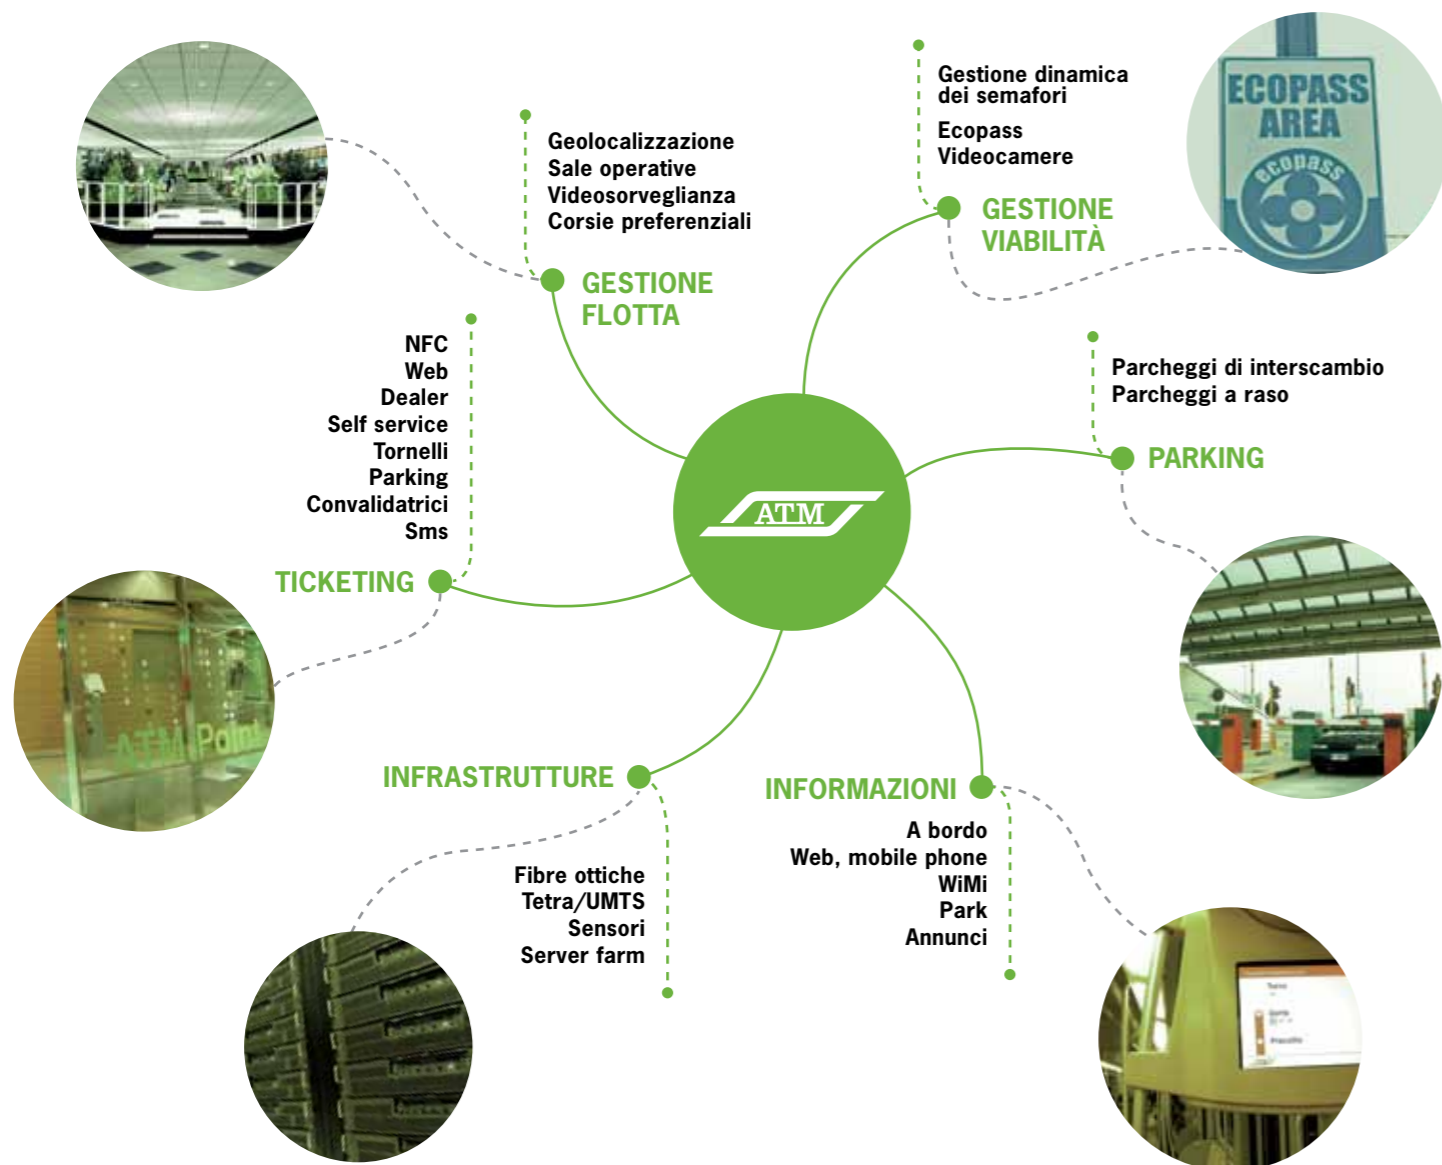 Geolocalizzazione
Sale operative
Videosorveglianza
Corsie preferenziali
GESTIONE
FLOTTA
Gestione dinamica
dei semafori
Ecopass
Videocamere
GESTIONE
VIABILITÀ
ECOPASS
AREA
ecopass
NFC
Web
Dealer
Self service
Tornelli
Parking
Convalidatrici
Sms
TICKETING
ATM
Parcheggi di interscambio
Parcheggi a raso
PARKING
ATM Point
INFRASTRUTTURE
Fibre ottiche
Tetra/UMTS
Sensori
Server farm
INFORMAZIONI
A bordo
Web, mobile phone
WiMi
Park
Annunci